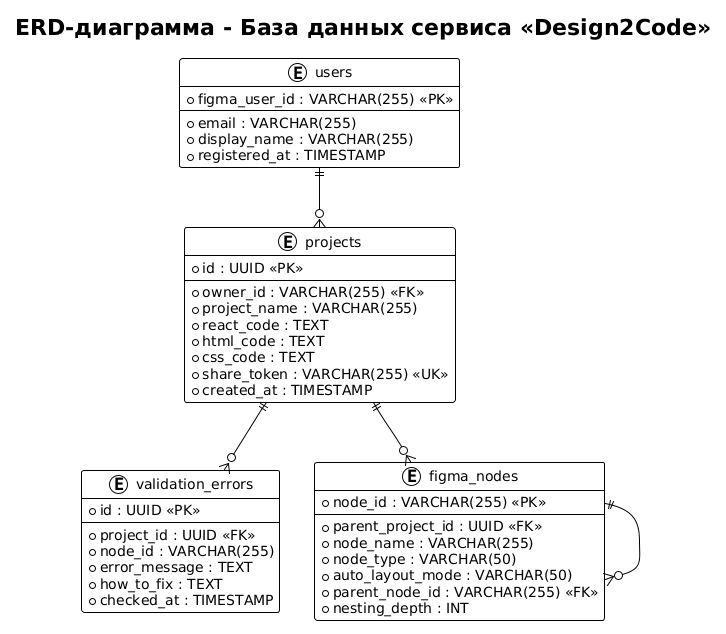 ERD-диаграмма - База данных сервиса «Design2Code»
E users
figma_user_id : VARCHAR(255) «PK»
email : VARCHAR(255)
display_name : VARCHAR(255)
registered_at : TIMESTAMP
E projects
id : UUID «PK»
owner_id : VARCHAR(255) «FK»
project_name : VARCHAR(255)
react_code : TEXT
html_code : TEXT
css_code : TEXT
share_token : VARCHAR(255) «UK»
created_at : TIMESTAMP
E validation_errors
id : UUID «PK»
project_id : UUID «FK»
node_id : VARCHAR(255)
error_message : TEXT
how_to_fix : TEXT
checked_at : TIMESTAMP
E figma_nodes
node_id : VARCHAR(255) «PK»
parent_project_id : UUID «FK»
node_name : VARCHAR(255)
node_type : VARCHAR(50)
auto_layout_mode : VARCHAR(50)
parent_node_id : VARCHAR(255) «FK»
nesting_depth : INT